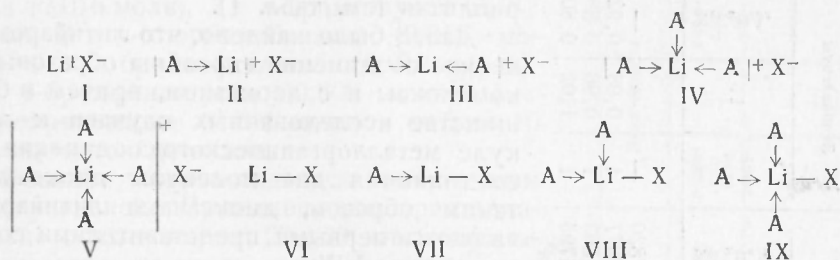 A
Li⁺X⁻ |A → Li|⁺ X⁻ |A → Li ← A|⁺X⁻ |A → Li ← A|⁺X⁻
II III IV
A A A
|A → Li ← A|⁺ X⁻ Li — X A → Li — X A → Li — X A → Li — X
A A
V VI VII VIII IX